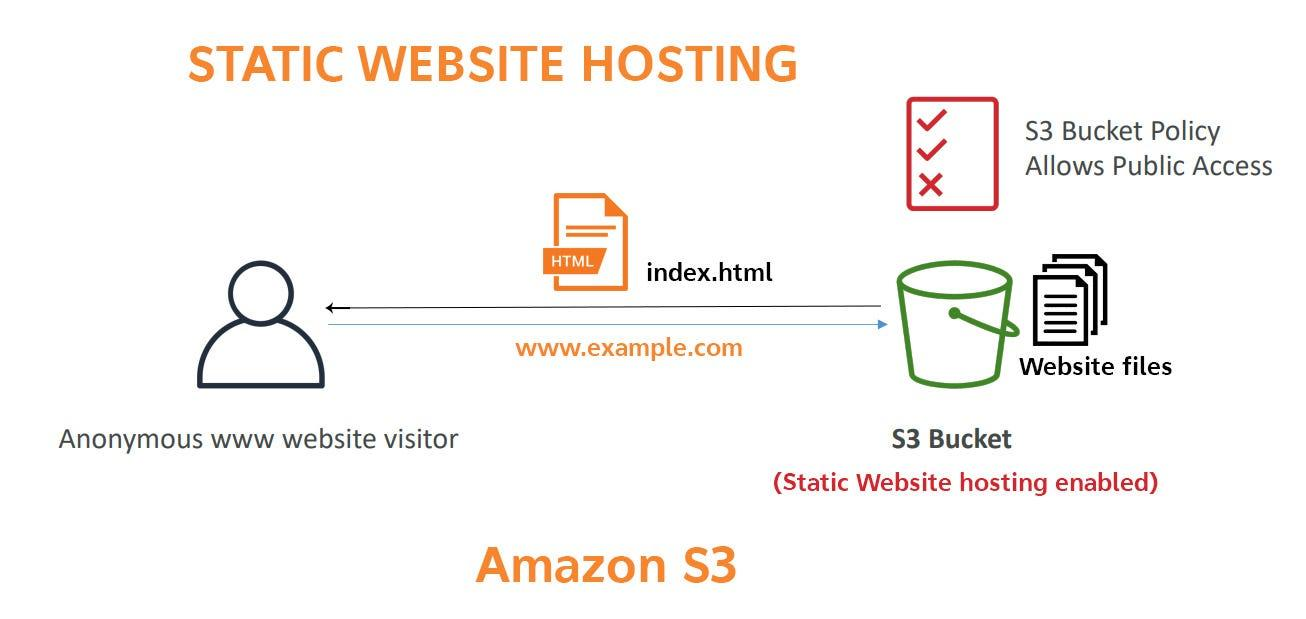 STATIC WEBSITE HOSTING
S3 Bucket Policy
Allows Public Access
HTML
index.html
www.example.com
Website files
Anonymous www website visitor
S3 Bucket
(Static Website hosting enabled)
Amazon S3